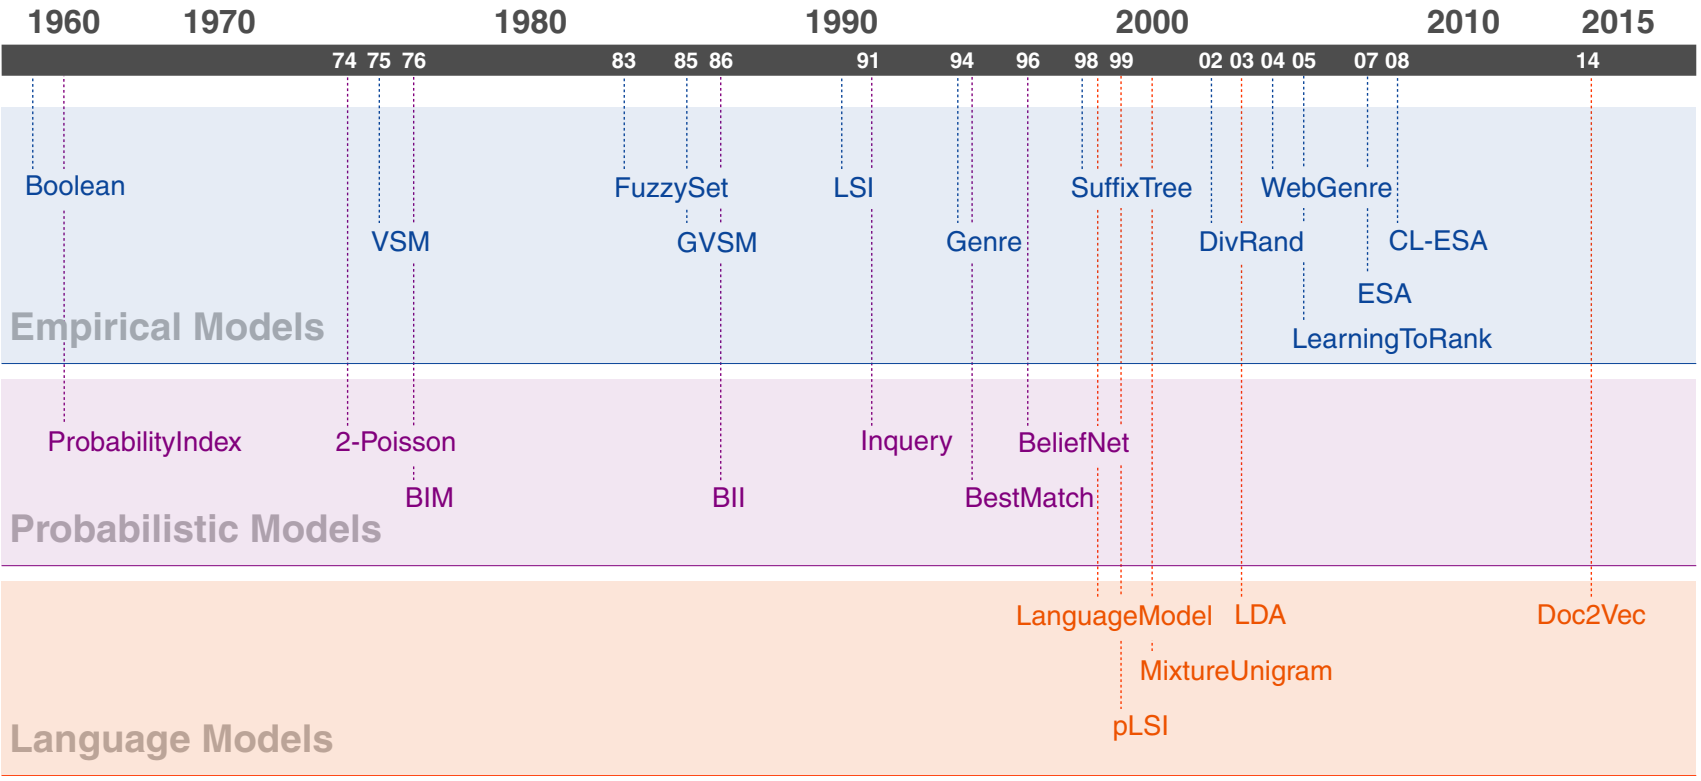 1960 1970 1980 1990 2000 2010 2015
74 75 76 83 85 86 91 94 96 98 99 02 03 04 05 07 08 14
Boolean FuzzySet LSI SuffixTree WebGenre
VSM GVSM Genre DivRand CL-ESA
ESA
Empirical Models
LearningToRank
ProbabilityIndex 2-Poisson Inquery BeliefNet
BIM BII BestMatch
Probabilistic Models
LanguageModel LDA Doc2Vec
MixtureUnigram
pLSI
Language Models